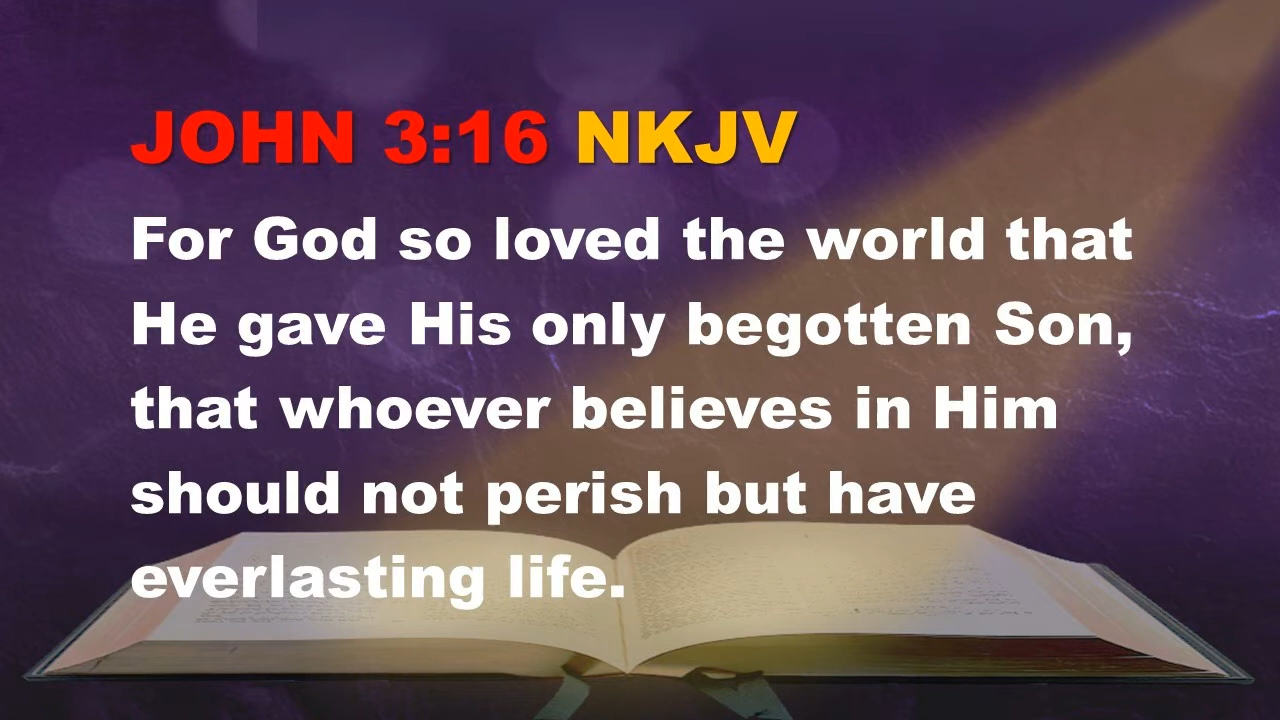 JOHN 3:16 NKJV
For God so loved the world that
He gave His only begotten Son,
that whoever believes in Him
should not perish but have
everlasting life.